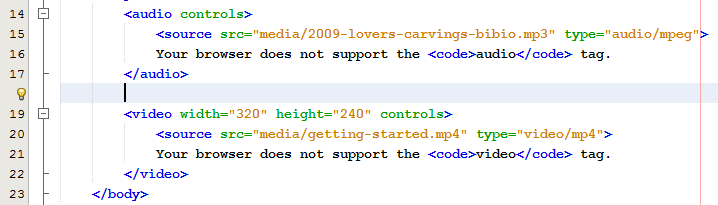 14 <audio controls>
15 <source src="media/2009-lovers-carvings-bibio.mp3" type="audio/mpeg">
16 Your browser does not support the <code>audio</code> tag.
17 </audio>
19 <video width="320" height="240" controls>
20 <source src="media/getting-started.mp4" type="video/mp4">
21 Your browser does not support the <code>video</code> tag.
22 </video>
23 </body>